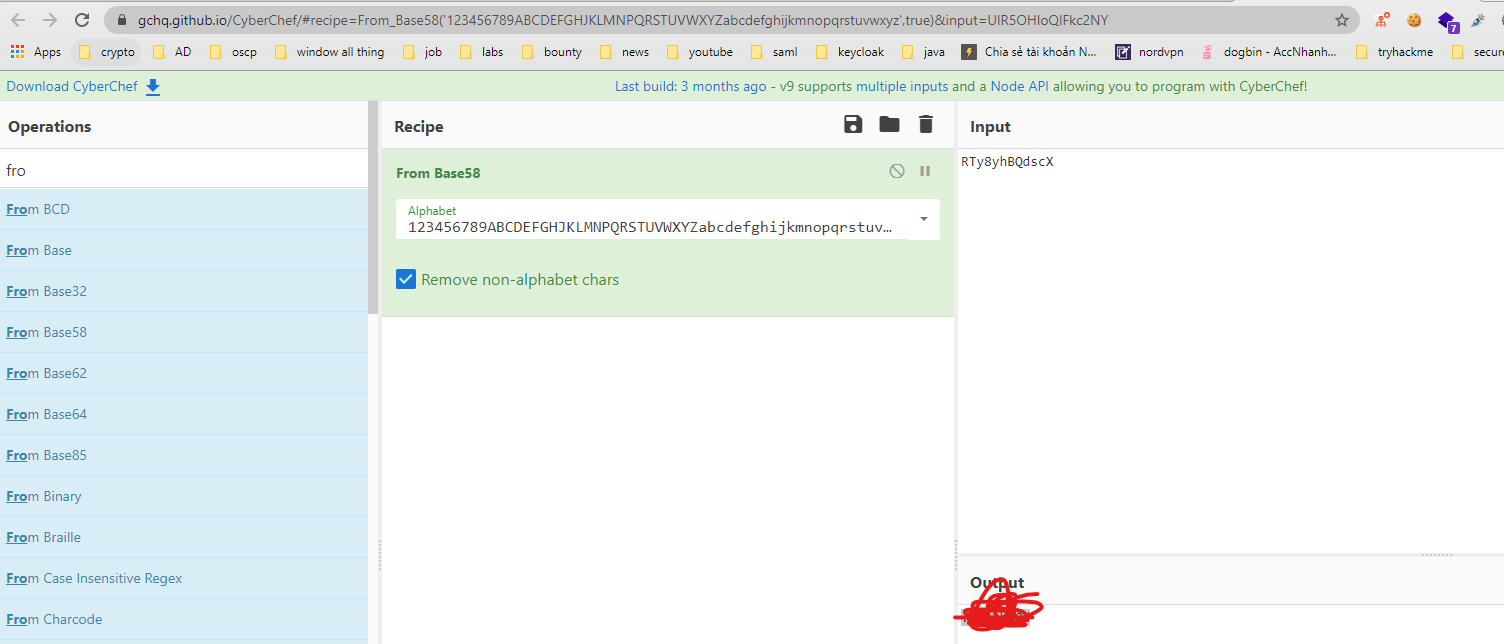 gchq.github.io/CyberChef/#recipe=From_Base58('123456789ABCDEFGHJKLMNPQRSTUVWXYZabcdefghijkmnopqrstuvwxyz',true)&input=UlR5OHloQlFkc2NY
7
Apps crypto AD oscp window all thing job labs bounty news youtube saml keycloak java Chia sẻ tài khoản N... nordvpn dogbin - AccNhanh... tryhackme secure
Download CyberChef Last build: 3 months ago - v9 supports multiple inputs and a Node API allowing you to program with CyberChef!
Operations
fro
From BCD
From Base
From Base32
From Base58
From Base62
From Base64
From Base85
From Binary
From Braille
From Case Insensitive Regex
From Charcode
Recipe
From Base58
Alphabet
123456789ABCDEFGHJKLMNPQRSTUVWXYZabcdefghijkmnopqrstuv…
Remove non-alphabet chars
Input
RTy8yhBQdscX
Output